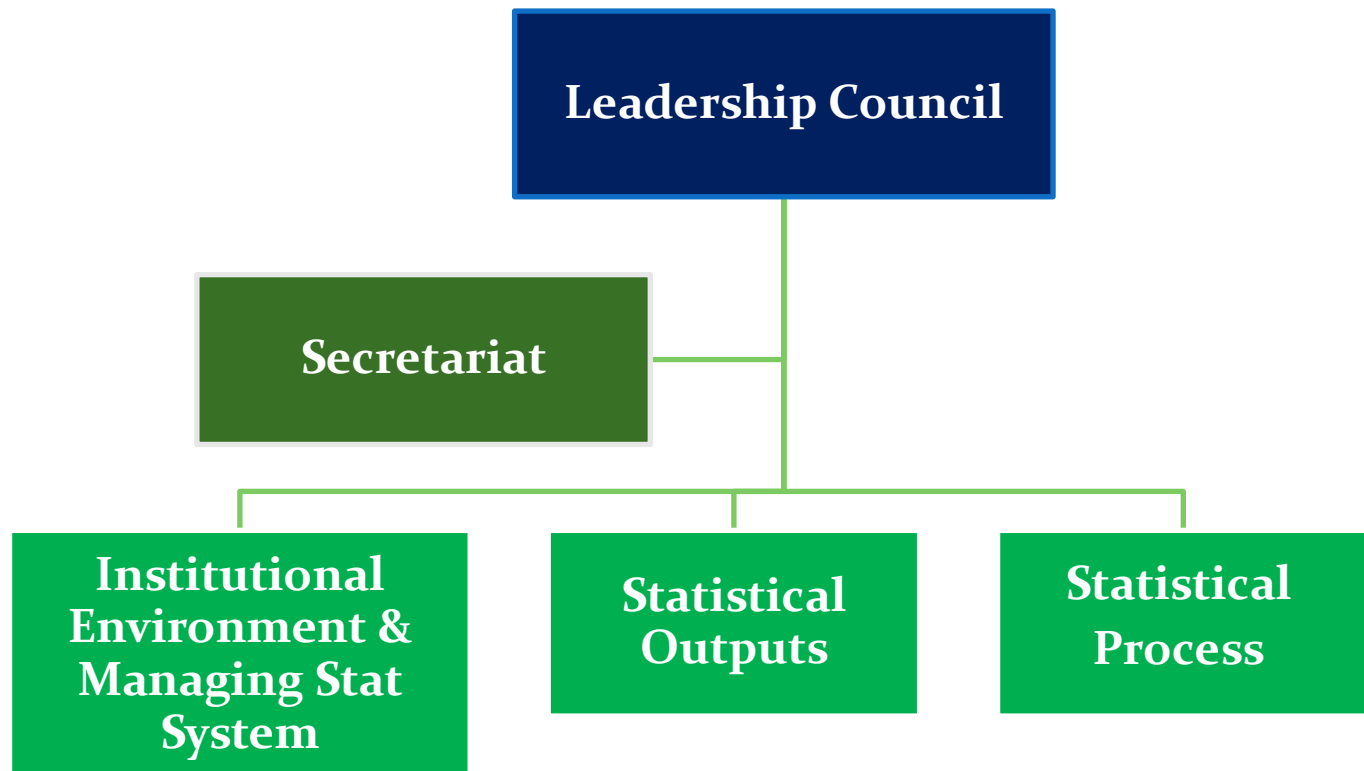 Leadership Council
Secretariat
Institutional
Environment &
Managing Stat
System
Statistical
Outputs
Statistical
Process